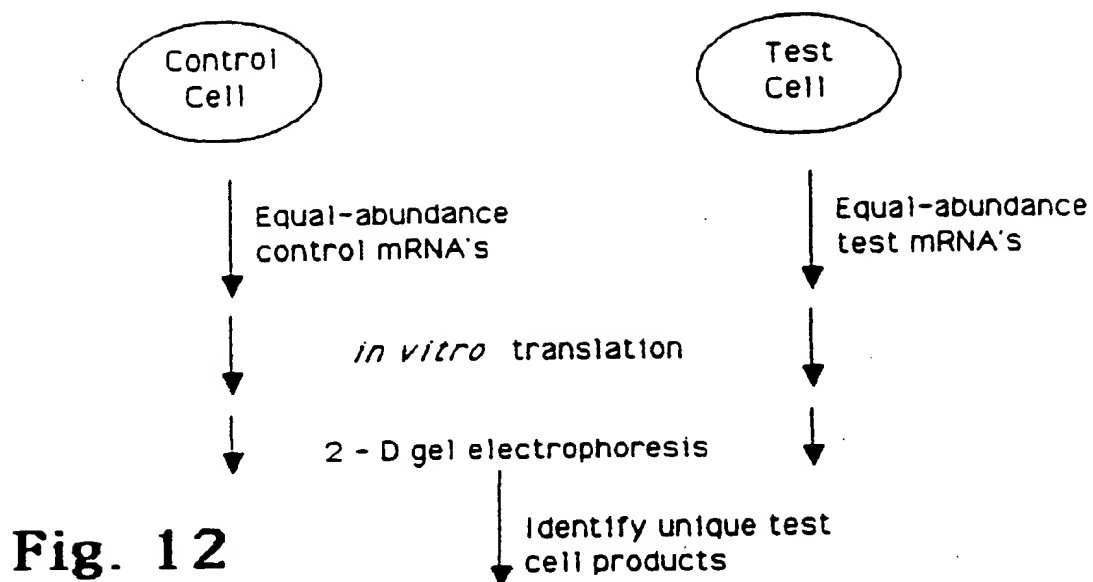 Control
Cell
Test
Cell
Equal-abundance
control mRNA's
Equal-abundance
test mRNA's
in vitro translation
2 - D gel electrophoresis
Identify unique test
cell products
Fig. 12